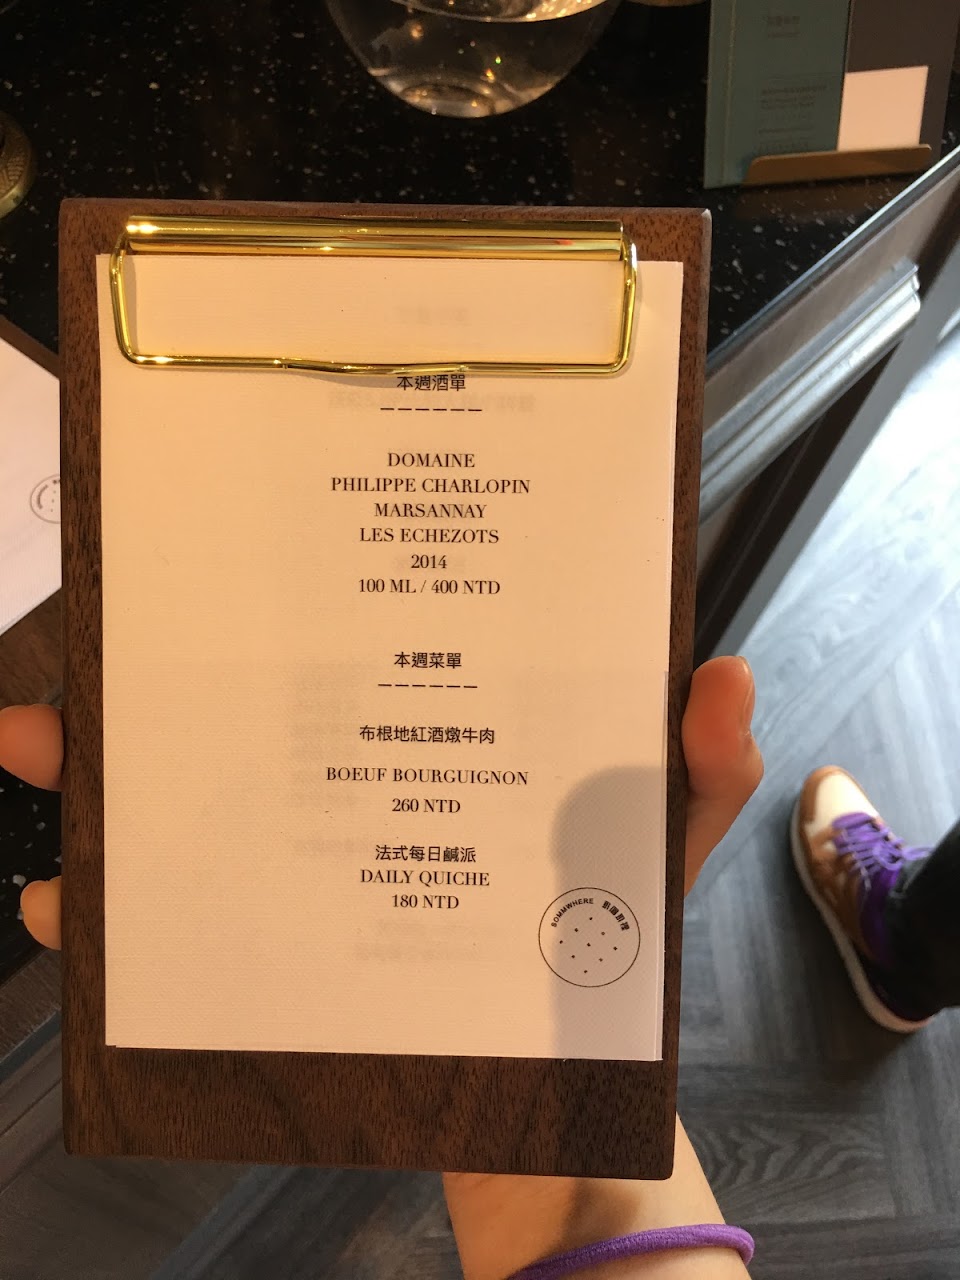 本週酒單
——————
DOMAINE
PHILIPPE CHARLOPIN
MARSANNAY
LES ECHEZOTS
2014
100 ML / 400 NTD
本週菜單
——————
布根地紅酒燉牛肉
BOEUF BOURGUIGNON
260 NTD
法式每日鹹派
DAILY QUICHE
180 NTD
SOMMWHERE